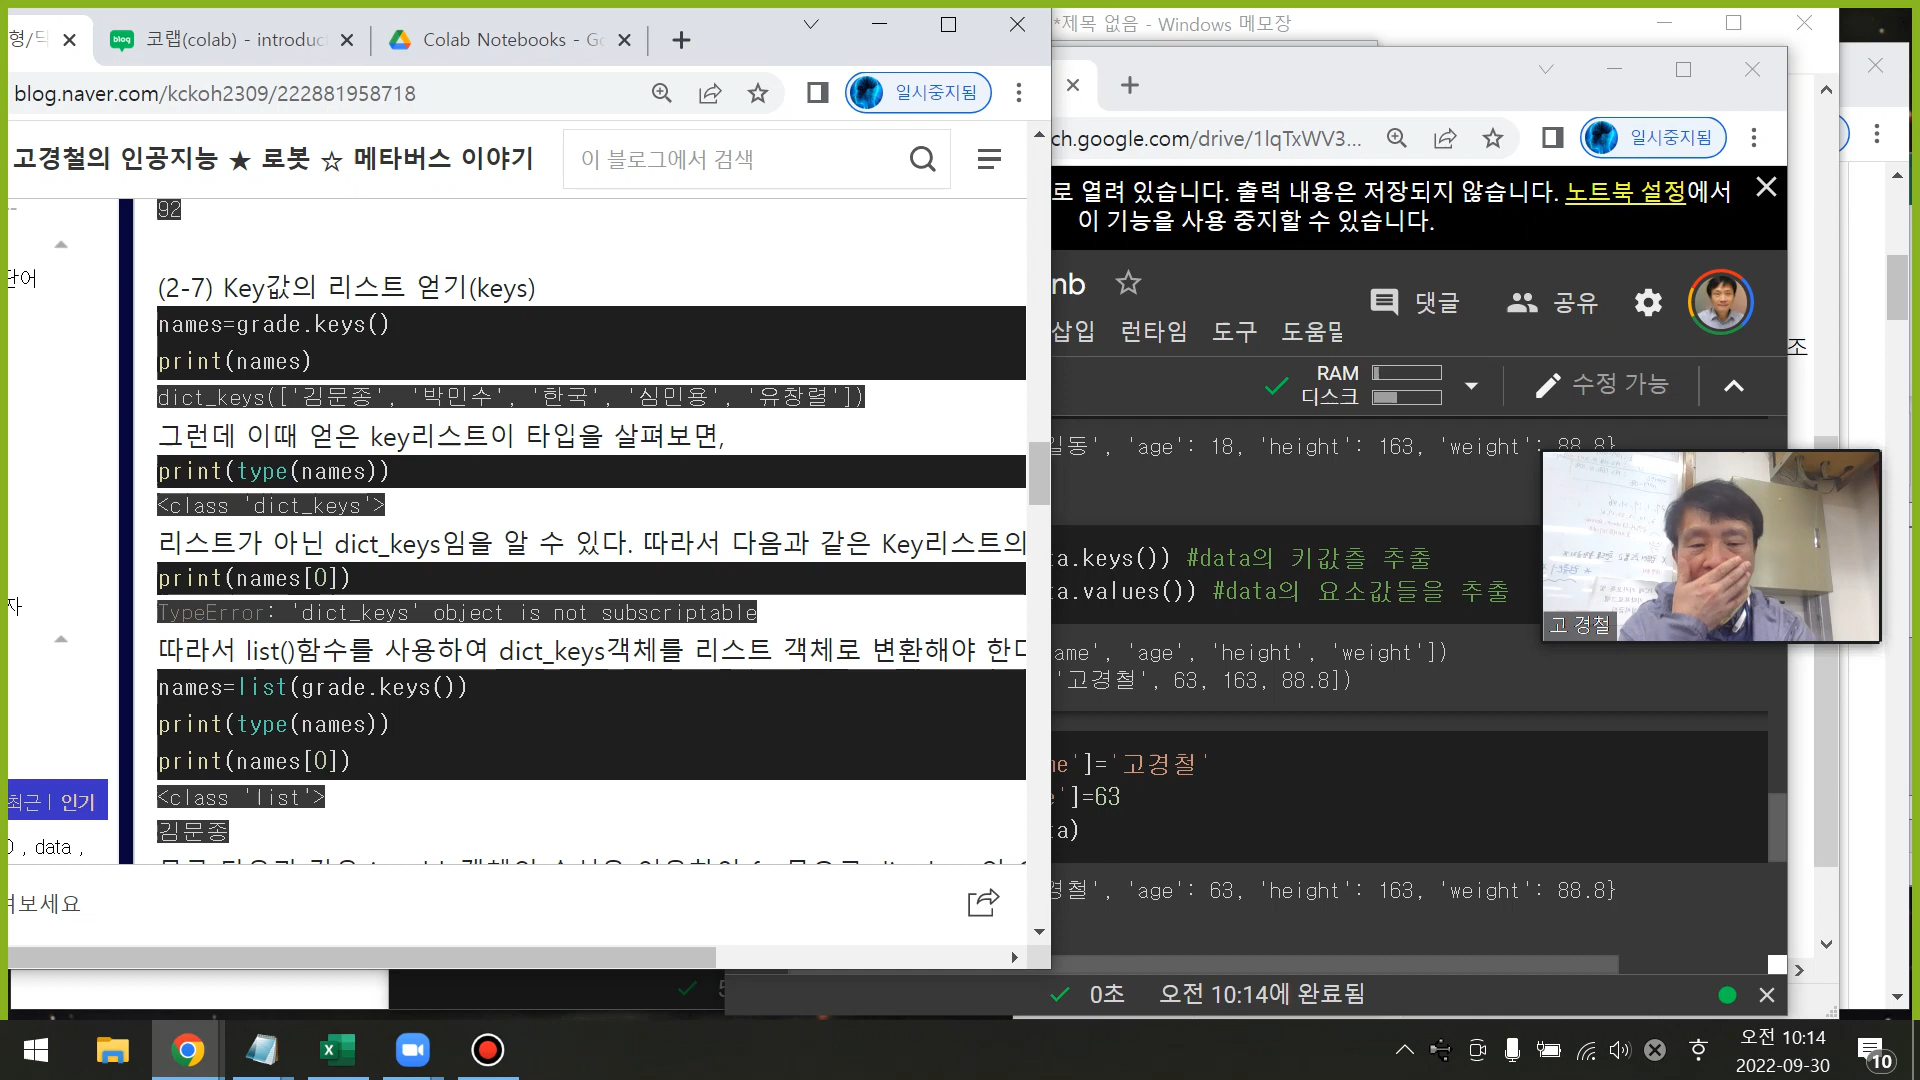 형/딕
코랩(colab) - introduct
Colab Notebooks - Go
blog.naver.com/kckoh2309/222881958718
일시중지됨
고경철의 인공지능 ★ 로봇 ☆ 메타버스 이야기
이 블로그에서 검색
92
단어
(2-7) Key값의 리스트 얻기(keys)
names=grade.keys()
print(names)
dict_keys(['김문종', '박민수', '한국', '심민용', '유창렬'])
그런데 이때 얻은 key리스트이 타입을 살펴보면,
print(type(names))
<class 'dict_keys'>
리스트가 아닌 dict_keys임을 알 수 있다. 따라서 다음과 같은 Key리스트의
print(names[0])
TypeError: 'dict_keys' object is not subscriptable
자
따라서 list()함수를 사용하여 dict_keys객체를 리스트 객체로 변환해야 한다
names=list(grade.keys())
print(type(names))
print(names[0])
<class 'list'>
김문종
최근 | 인기
, data ,
겨보세요
*제목 없음 - Windows 메모장
ch.google.com/drive/1lqTxWV3...
일시중지됨
로 열려 있습니다. 출력 내용은 저장되지 않습니다. 노트북 설정에서
이 기능을 사용 중지할 수 있습니다.
nb
댓글
공유
삽입 런타임 도구 도움말
조
RAM
디스크
수정 가능
일동', 'age': 18, 'height': 163, 'weight': 88.8}
ta.keys()) #data의 키값츨 추출
ta.values()) #data의 요소값들을 추출
고 경철
ame', 'age', 'height', 'weight'])
'고경철', 63, 163, 88.8])
me']='고경철'
e']=63
ta)
경철', 'age': 63, 'height': 163, 'weight': 88.8}
0초 오전 10:14에 완료됨
오전 10:14
2022-09-30
10